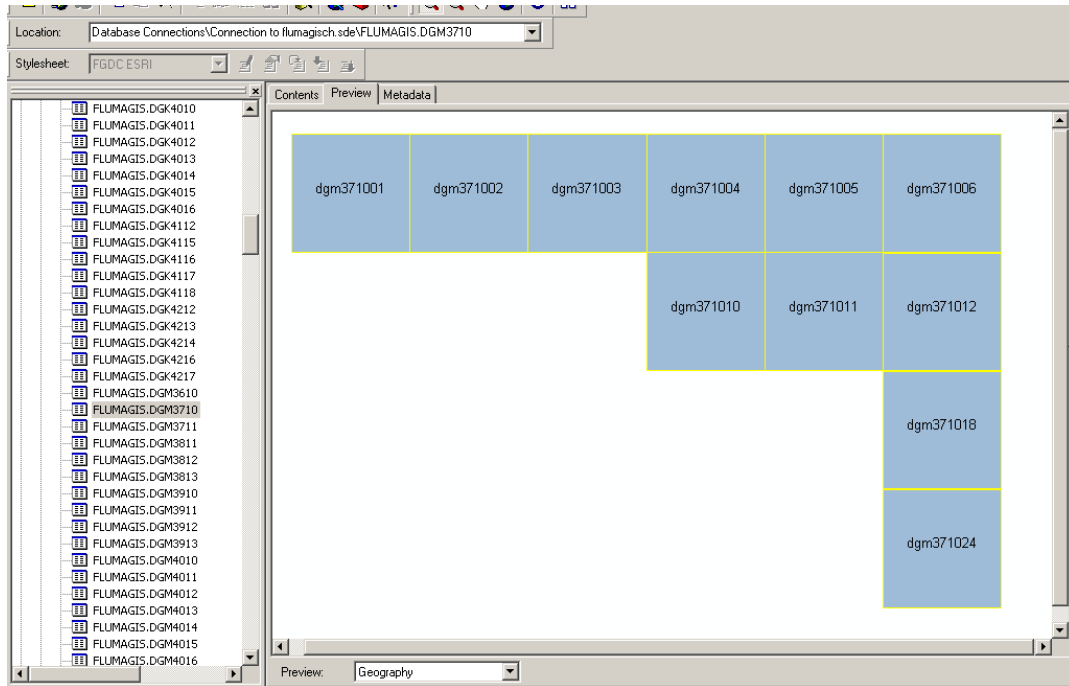 Location: Database Connections\Connection to flumagisch.sde\FLUMAGIS.DGM3710
Stylesheet: FGDC ESRI
FLUMAGIS.DGK4010
FLUMAGIS.DGK4011
FLUMAGIS.DGK4012
FLUMAGIS.DGK4013
FLUMAGIS.DGK4014
FLUMAGIS.DGK4015
FLUMAGIS.DGK4016
FLUMAGIS.DGK4112
FLUMAGIS.DGK4115
FLUMAGIS.DGK4116
FLUMAGIS.DGK4117
FLUMAGIS.DGK4118
FLUMAGIS.DGK4212
FLUMAGIS.DGK4213
FLUMAGIS.DGK4214
FLUMAGIS.DGK4216
FLUMAGIS.DGK4217
FLUMAGIS.DGM3610
FLUMAGIS.DGM3710
FLUMAGIS.DGM3711
FLUMAGIS.DGM3811
FLUMAGIS.DGM3812
FLUMAGIS.DGM3813
FLUMAGIS.DGM3910
FLUMAGIS.DGM3911
FLUMAGIS.DGM3912
FLUMAGIS.DGM3913
FLUMAGIS.DGM4010
FLUMAGIS.DGM4011
FLUMAGIS.DGM4012
FLUMAGIS.DGM4013
FLUMAGIS.DGM4014
FLUMAGIS.DGM4015
FLUMAGIS.DGM4016
Contents Preview Metadata
dgm371001 dgm371002 dgm371003 dgm371004 dgm371005 dgm371006
dgm371010 dgm371011 dgm371012
dgm371018
dgm371024
Preview: Geography